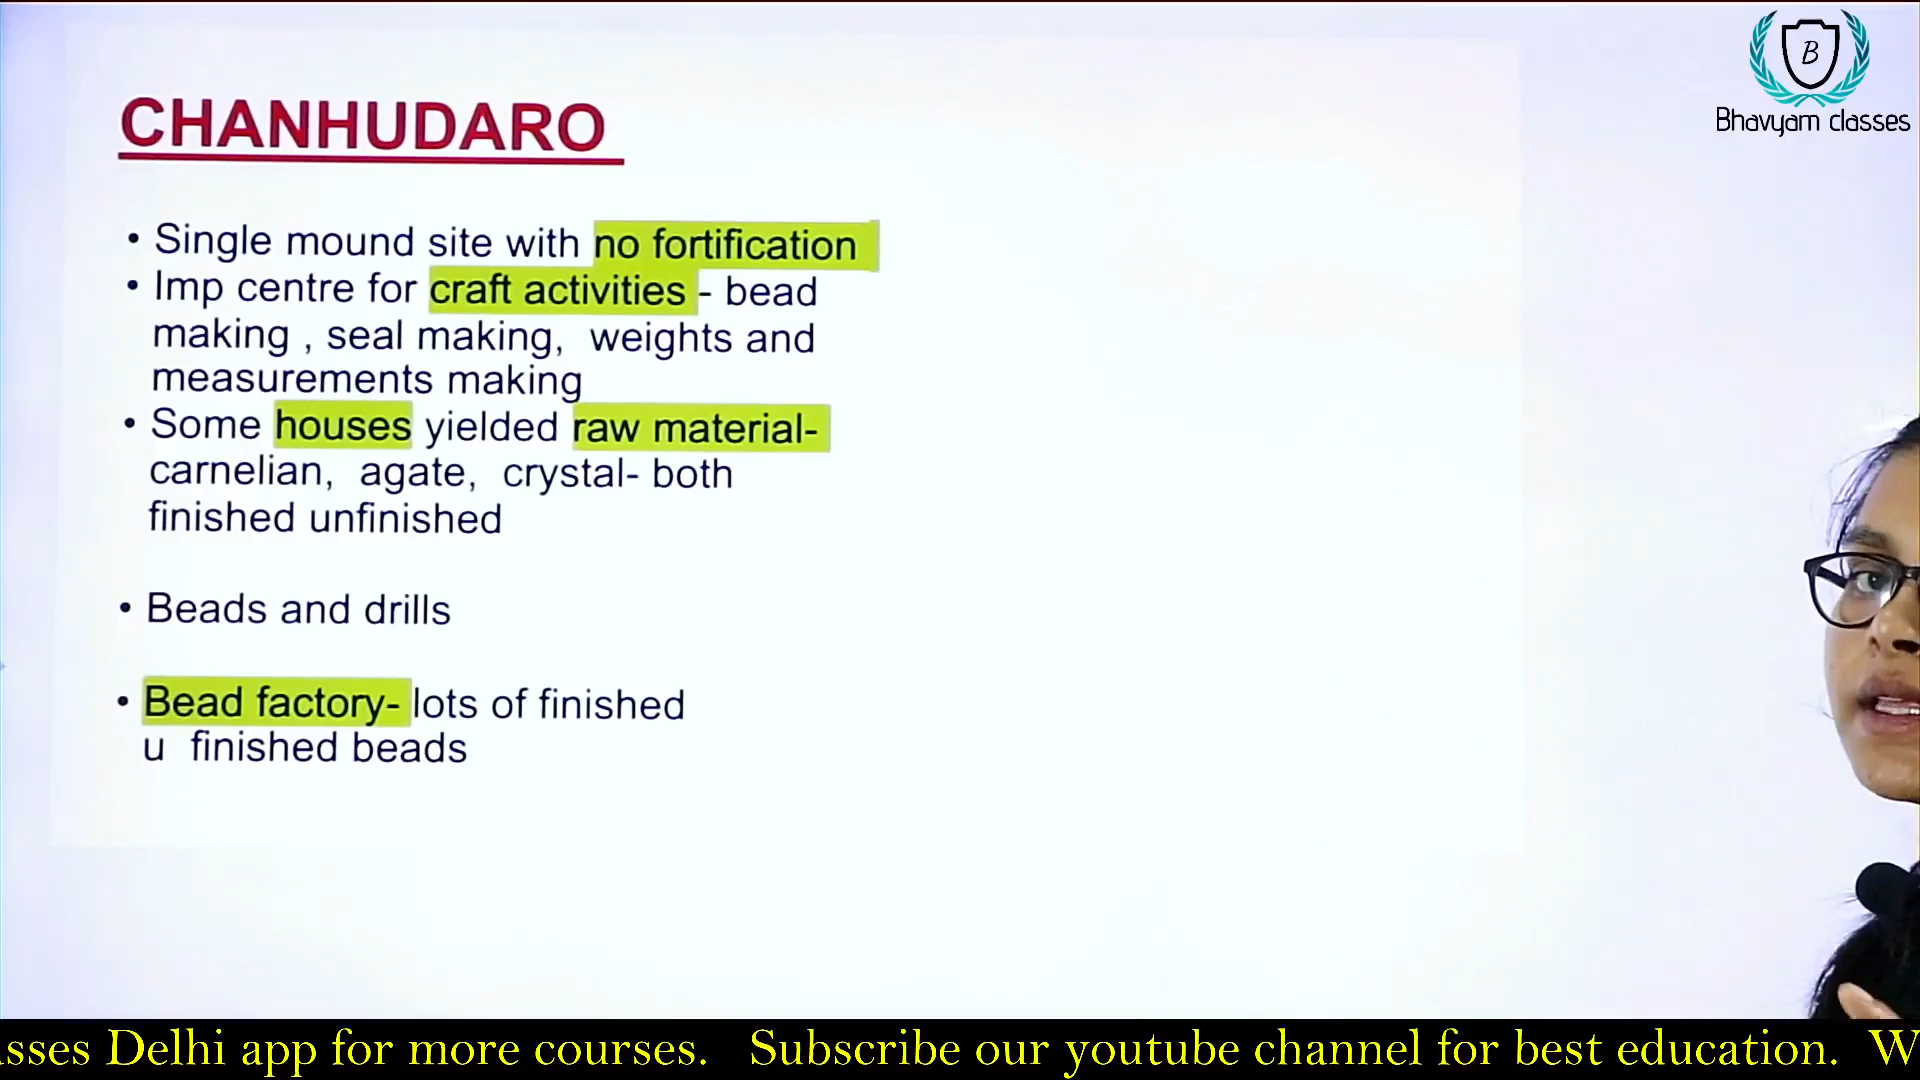 B
Bhavyam classes
CHANHUDARO
• Single mound site with no fortification
• Imp centre for craft activities - bead
making , seal making, weights and
measurements making
• Some houses yielded raw material-
carnelian, agate, crystal- both
finished unfinished
• Beads and drills
• Bead factory- lots of finished
u finished beads
sses Delhi app for more courses. Subscribe our youtube channel for best education. W